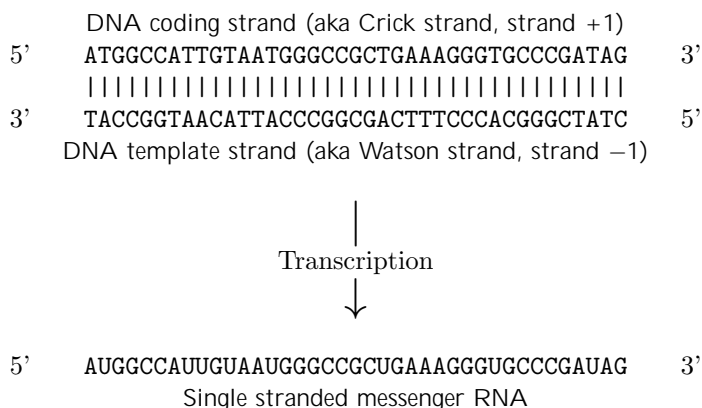 DNA coding strand (aka Crick strand, strand +1)
5’ ATGGCCATTGTAATGGGCCGCTGAAAGGGTGCCCGATAG 3’
|||||||||||||||||||||||||||||||||||||||
3’ TACCGGTAACATTACCCGGCGACTTTCCCACGGGCTATC 5’
DNA template strand (aka Watson strand, strand −1)
Transcription
5’ AUGGCCAUUGUAAUGGGCCGCUGAAAGGGUGCCCGAUAG 3’
Single stranded messenger RNA